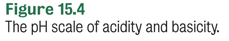 Figure 15.4
The pH scale of acidity and basicity.